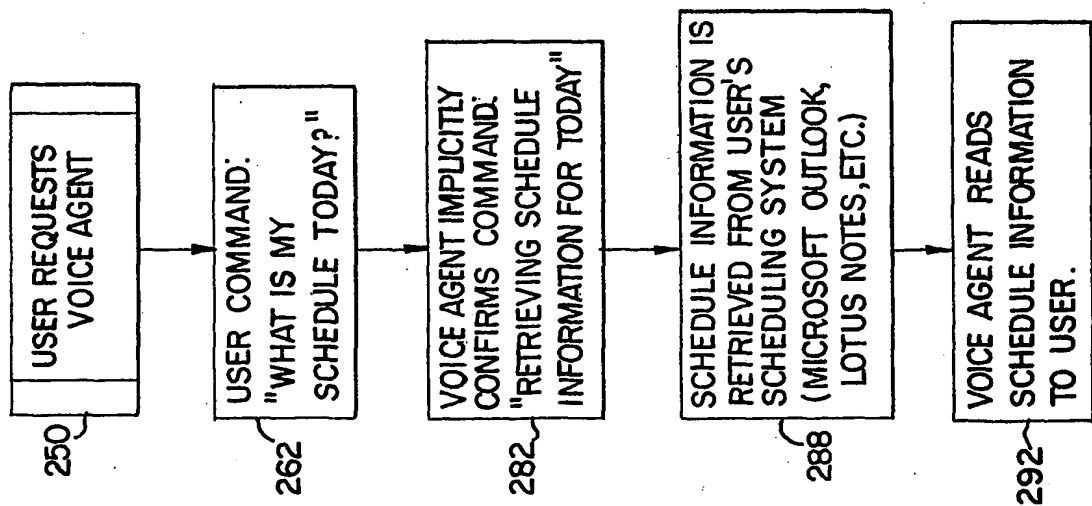 USER REQUESTS
VOICE AGENT
250
USER COMMAND:
"WHAT IS MY
SCHEDULE TODAY?"
262
VOICE AGENT IMPLICITLY
CONFIRMS COMMAND:
"RETRIEVING SCHEDULE
INFORMATION FOR TODAY"
282
SCHEDULE INFORMATION IS
RETRIEVED FROM USER'S
SCHEDULING SYSTEM
(MICROSOFT OUTLOOK,
LOTUS NOTES, ETC.)
288
VOICE AGENT READS
SCHEDULE INFORMATION
TO USER.
292